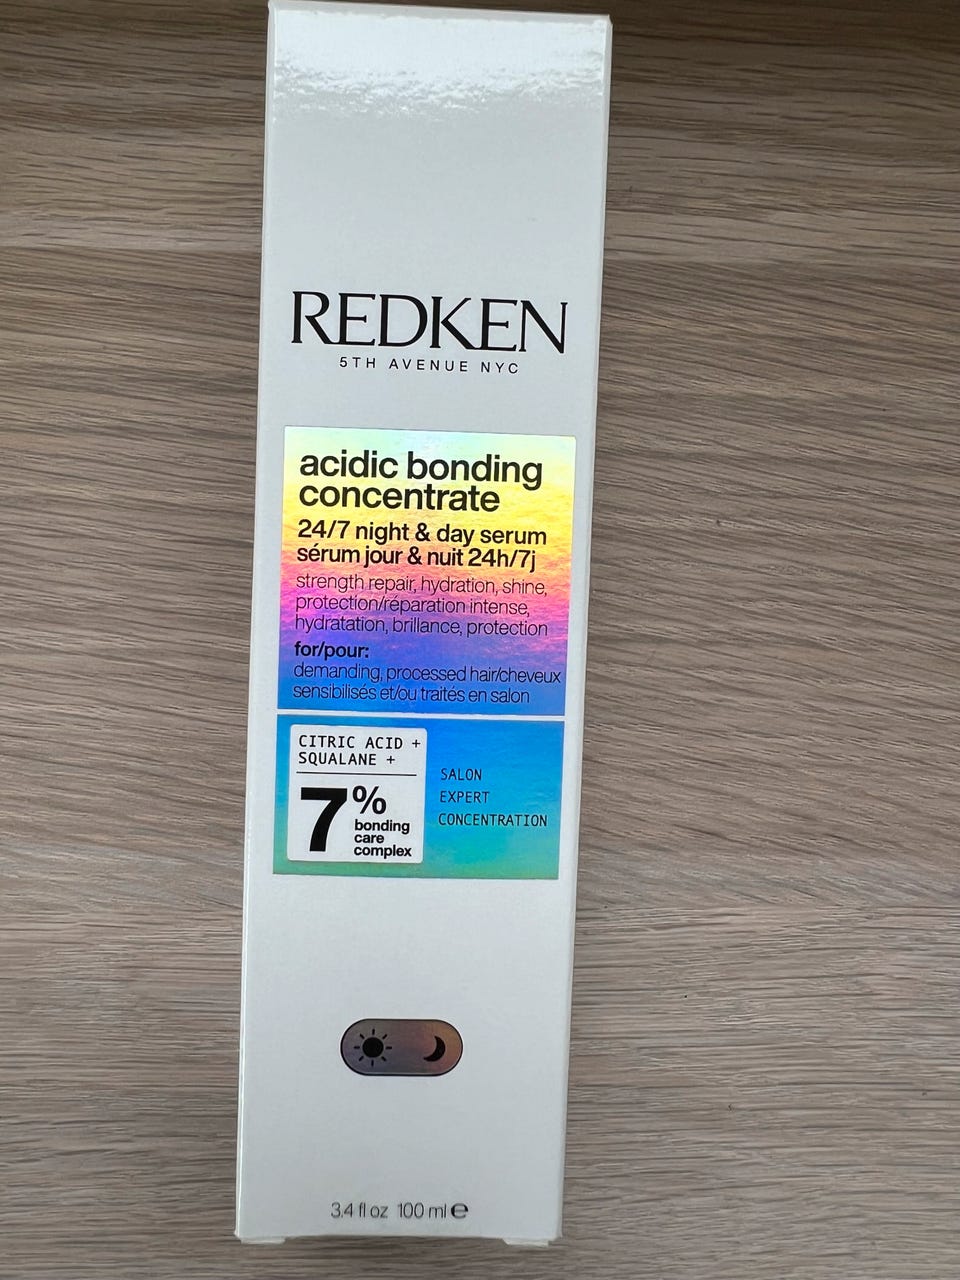 REDKEN
5TH AVENUE NYC
acidic bonding
concentrate
24/7 night & day serum
sérum jour & nuit 24h/7j
strength repair, hydration, shine,
protection/réparation intense,
hydratation, brillance, protection
for/pour:
demanding, processed hair/cheveux
sensibilisés et/ou traités en salon
CITRIC ACID +
SQUALANE +
7%
bonding
care
complex
SALON
EXPERT
CONCENTRATION
3.4 fl oz 100 ml ℮